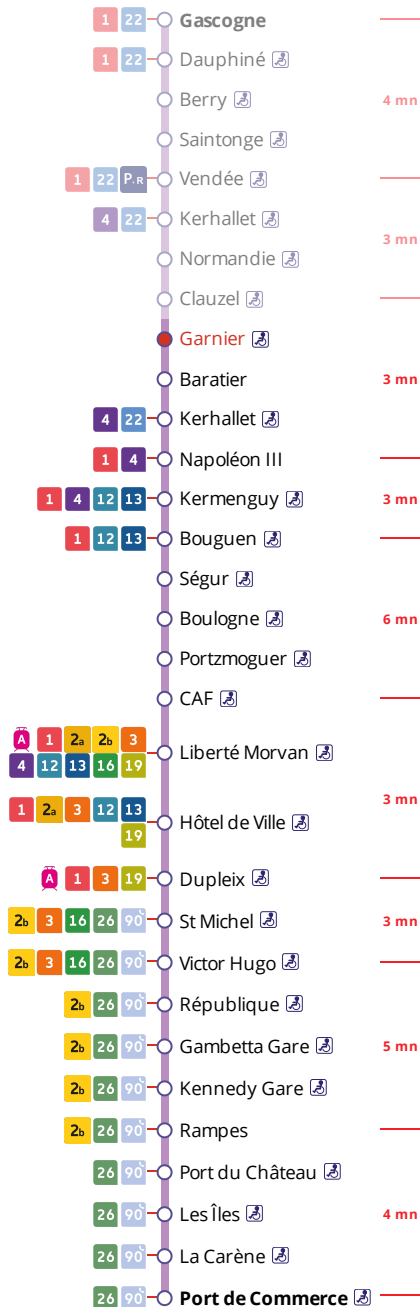 1 22 Gascogne
1 22 Dauphiné
Berry 4 mn
Saintonge
1 22 P+R Vendée
4 22 Kerhallet
3 mn
Normandie
Clauzel
Garnier
Baratier 3 mn
4 22 Kerhallet
1 4 Napoléon III
1 4 12 13 Kermenguy 3 mn
1 12 13 Bouguen
Ségur
Boulogne 6 mn
Portzmoguer
CAF
A 1 2a 2b 3
4 12 13 16 19 Liberté Morvan
3 mn
1 2a 3 12 13
19 Hôtel de Ville
A 1 3 19 Dupleix
2b 3 16 26 90 St Michel 3 mn
2b 3 16 26 90 Victor Hugo
2b 26 90 République
2b 26 90 Gambetta Gare 5 mn
2b 26 90 Kennedy Gare
2b 26 90 Rampes
26 90 Port du Château
26 90 Les Îles 4 mn
26 90 La Carène
26 90 Port de Commerce